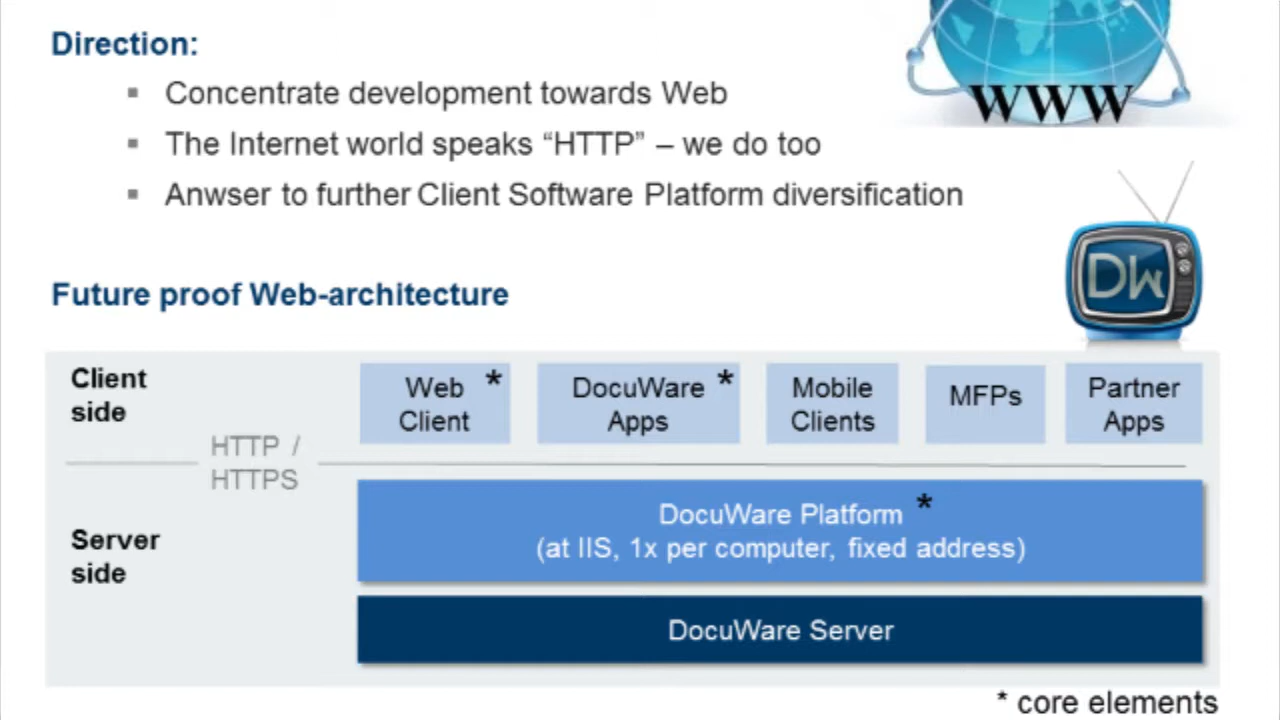 Direction:
▪ Concentrate development towards Web
▪ The Internet world speaks “HTTP” – we do too
▪ Anwser to further Client Software Platform diversification
WWW
DW
Future proof Web-architecture
Client
side
Web *
Client
DocuWare *
Apps
Mobile
Clients
MFPs
Partner
Apps
HTTP /
HTTPS
Server
side
DocuWare Platform *
(at IIS, 1x per computer, fixed address)
DocuWare Server
* core elements